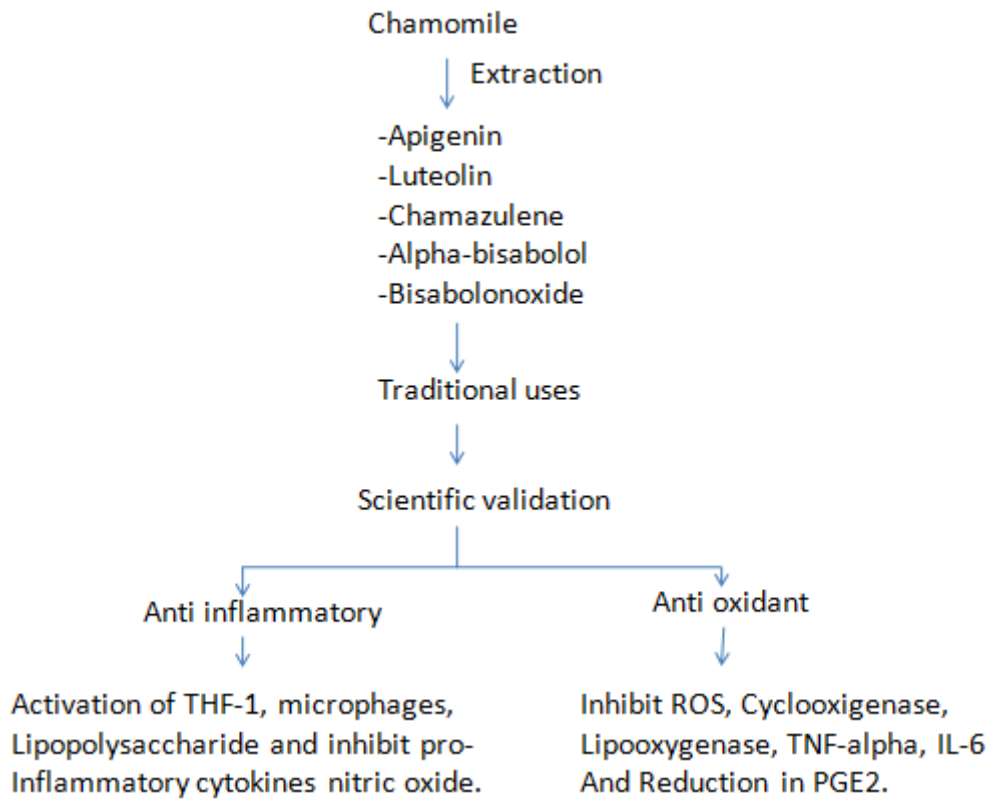 Chamomile
Extraction
-Apigenin
-Luteolin
-Chamazulene
-Alpha-bisabolol
-Bisabolonoxide
Traditional uses
Scientific validation
Anti inflammatory
Activation of THF-1, microphages,
Lipopolysaccharide and inhibit pro-
Inflammatory cytokines nitric oxide.
Anti oxidant
Inhibit ROS, Cyclooxigenase,
Lipooxygenase, TNF-alpha, IL-6
And Reduction in PGE2.